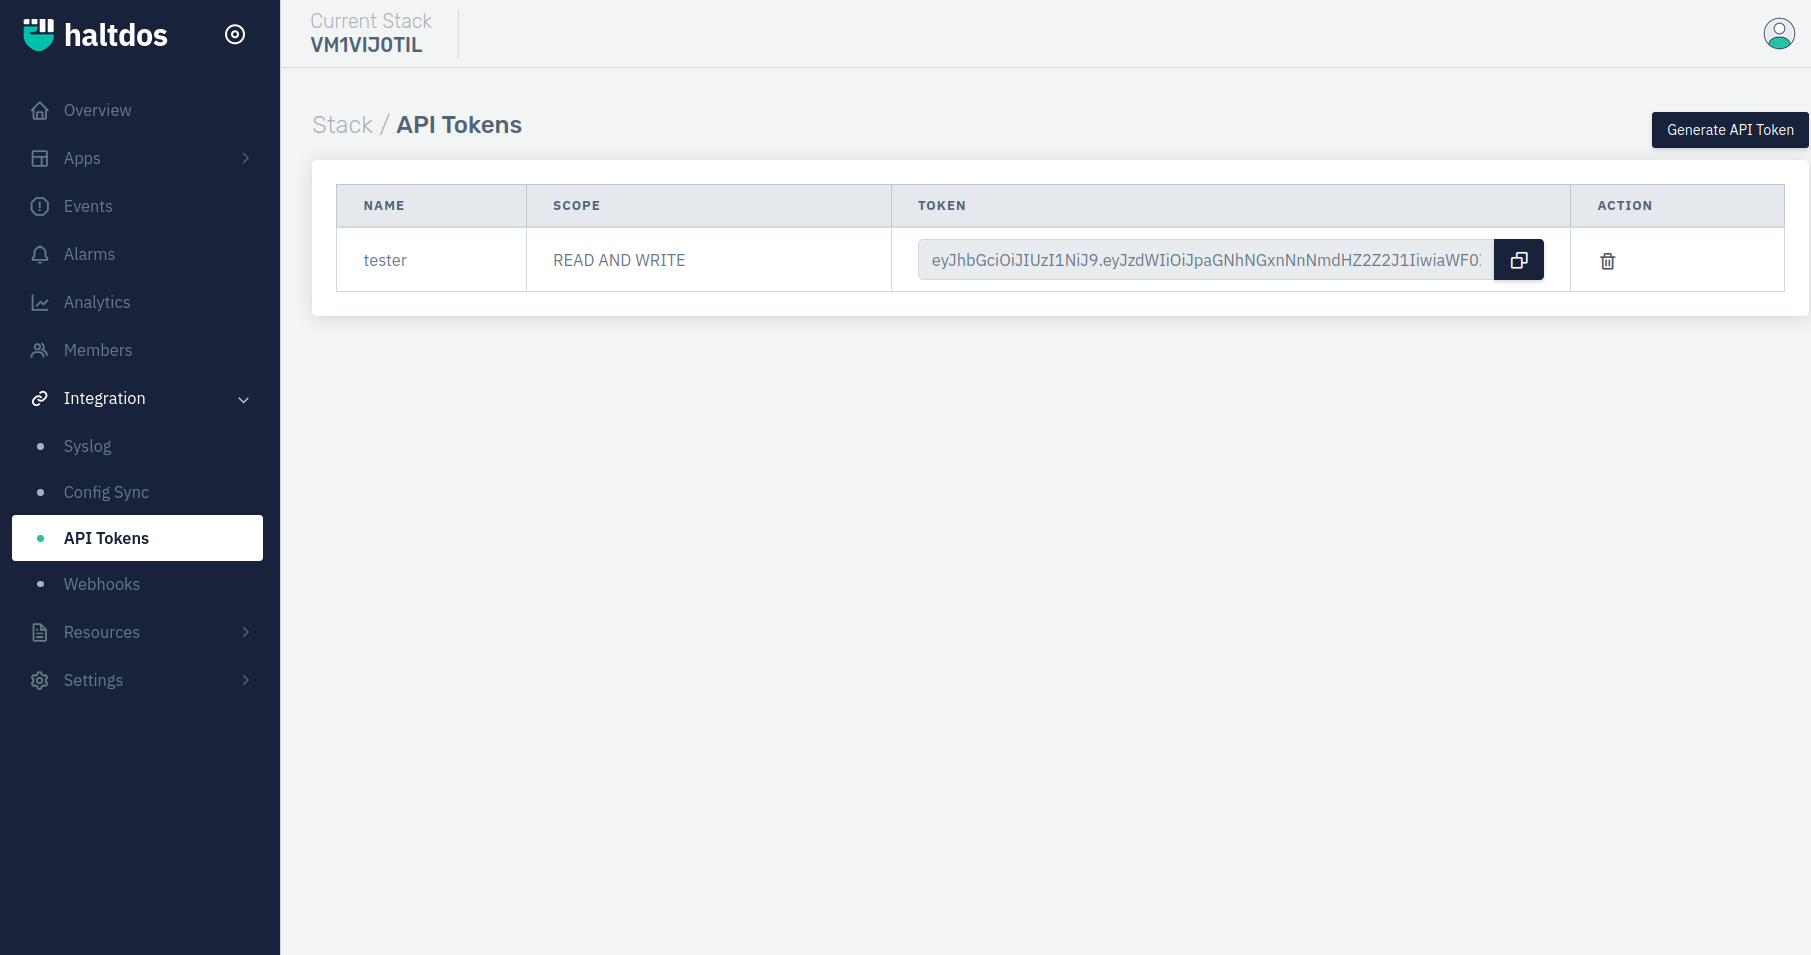 haltdos
Current Stack
VM1VIJ0TIL
Overview
Apps
Events
Alarms
Analytics
Members
Integration
Syslog
Config Sync
API Tokens
Webhooks
Resources
Settings
Stack / API Tokens
Generate API Token
NAME SCOPE TOKEN ACTION
tester READ AND WRITE eyJhbGciOiJIUzI1NiJ9.eyJzdWIiOiJpaGNhNGxnNnNmdHZ2Z2J1IiwiaWF0